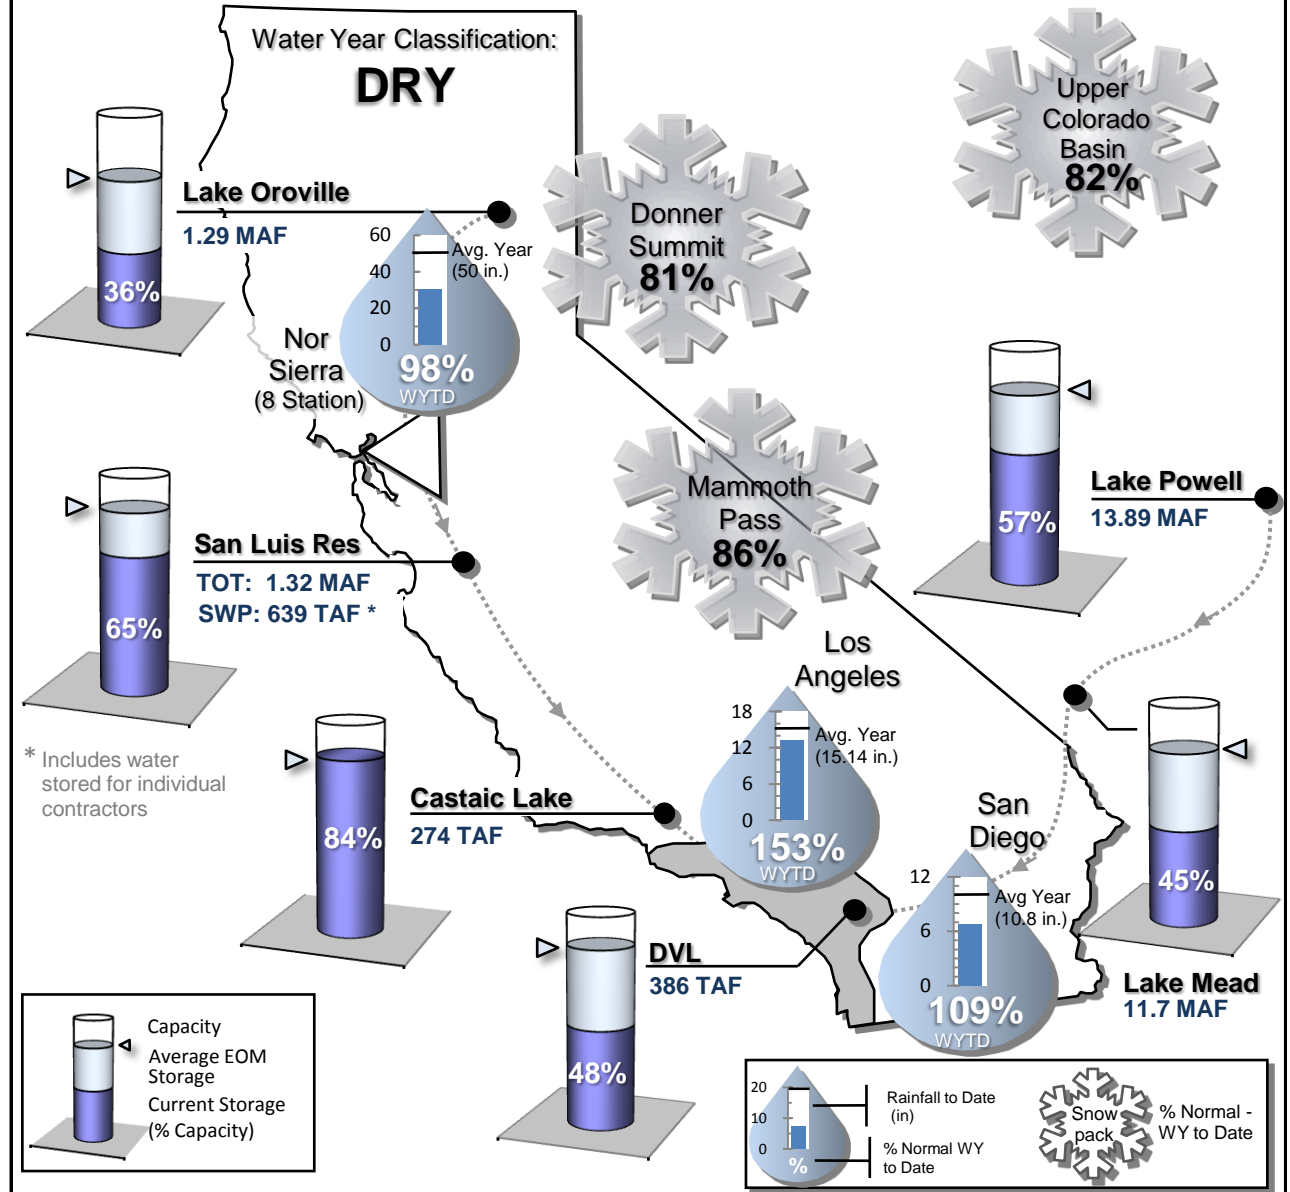 Water Year Classification:
DRY
Upper
Colorado
Basin
82%
Lake Oroville
1.29 MAF
36%
Donner
Summit
81%
60
40
20
0
Avg. Year
(50 in.)
98%
WYTD
Nor
Sierra
(8 Station)
Mammoth
Pass
86%
Lake Powell
13.89 MAF
57%
San Luis Res
TOT: 1.32 MAF
SWP: 639 TAF *
65%
* Includes water
stored for individual
contractors
Los
Angeles
18
12
6
0
Avg. Year
(15.14 in.)
153%
WYTD
Castaic Lake
274 TAF
84%
San
Diego
12
6
0
Avg Year
(10.8 in.)
109%
WYTD
45%
Lake Mead
11.7 MAF
DVL
386 TAF
48%
Capacity
Average EOM
Storage
Current Storage
(% Capacity)
20
10
0
%
Rainfall to Date
(in)
% Normal WY
to Date
Snow
pack
% Normal -
WY to Date